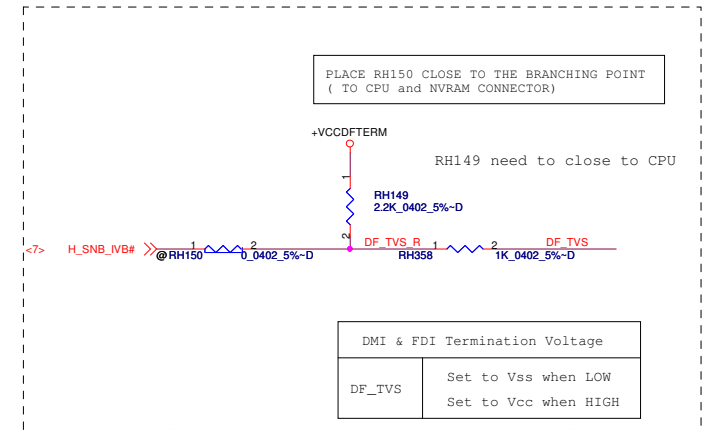 PLACE RH150 CLOSE TO THE BRANCHING POINT
( TO CPU and NVRAM CONNECTOR)
+VCCDFTERM
RH149 need to close to CPU
1
RH149
2.2K_0402_5%~D
2
<7> H_SNB_IVB# 1 2 DF_TVS_R 1 2 DF_TVS
@ RH150 0_0402_5%~D RH358 1K_0402_5%~D
DMI & FDI Termination Voltage
DF_TVS
Set to Vss when LOW
Set to Vcc when HIGH